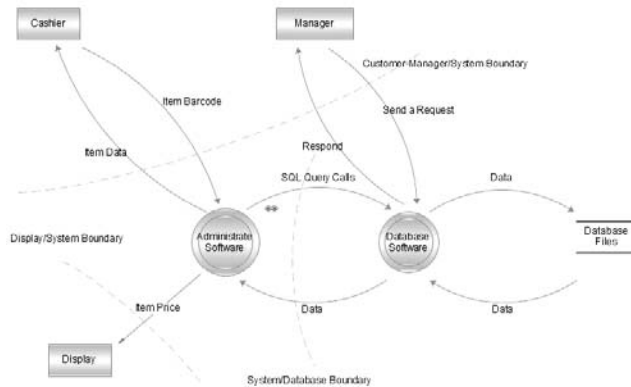 Cashier
Manager
Customer-Manager/System Boundary
Item Barcode
Send a Request
Item Data
Respond
SQL Query Calls
Data
Administrate
Software
Database
Software
Database
Files
Display/System Boundary
Item Price
Data
Data
Display
System/Database Boundary